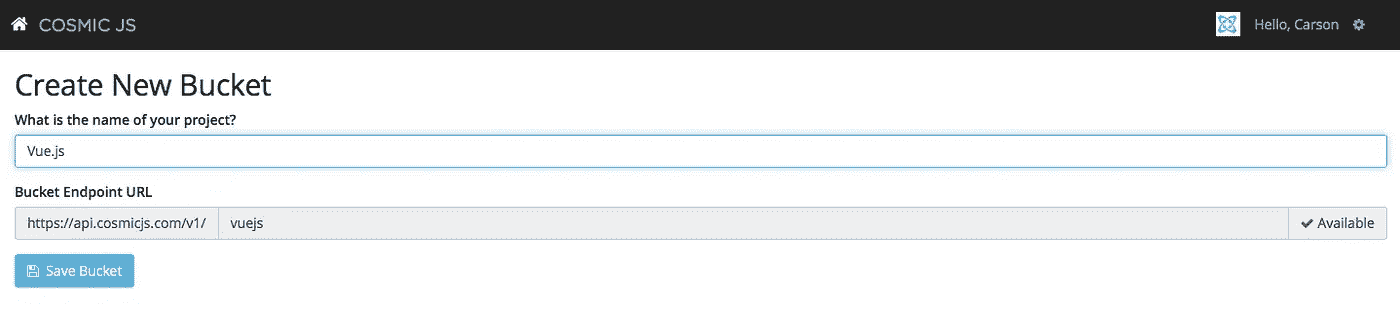 COSMIC JS
Hello, Carson
Create New Bucket
What is the name of your project?
Vue.js
Bucket Endpoint URL
https://api.cosmicjs.com/v1/ vuejs Available
Save Bucket